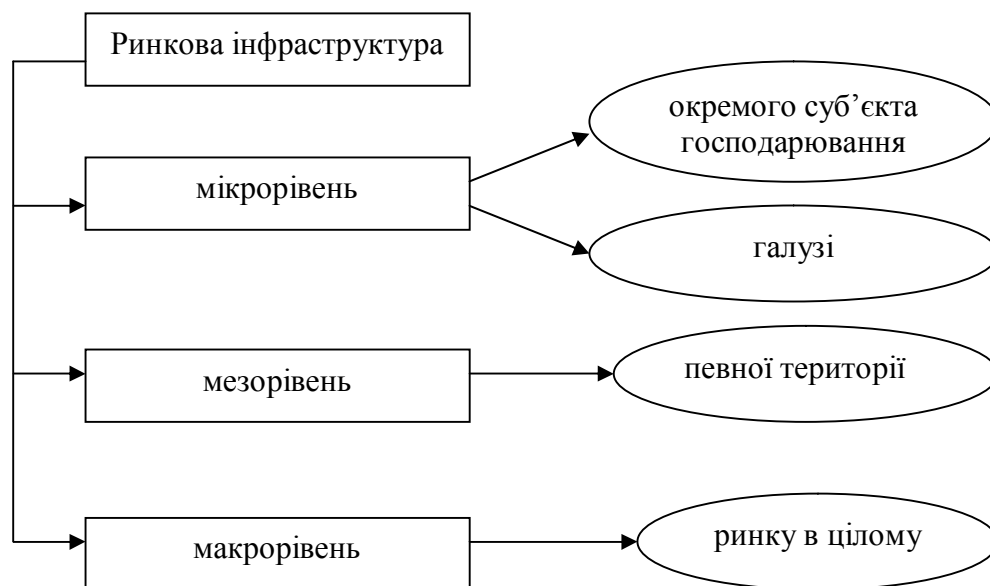 Ринкова інфраструктура
окремого суб’єкта
господарювання
мікрорівень
галузі
мезорівень
певної території
макрорівень
ринку в цілому